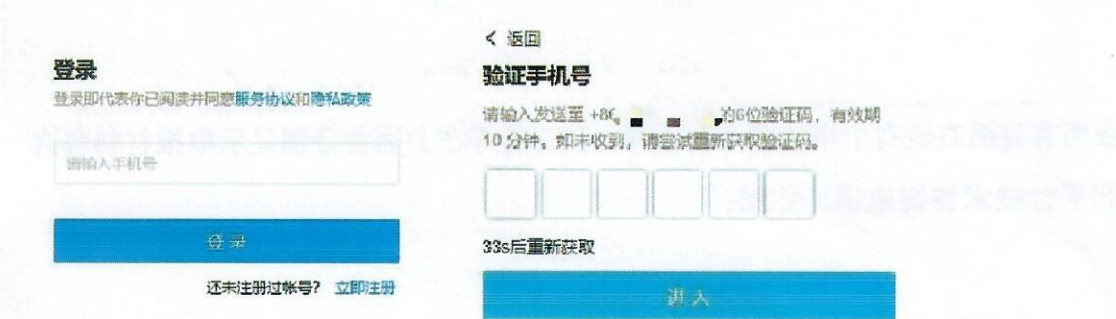 登录
登录即代表你已阅读并同意服务协议和隐私政策
请输入手机号
登录
还未注册过帐号? 立即注册
< 返回
验证手机号
请输入发送至 +86 的6位验证码,有效期
10分钟。如未收到,请尝试重新获取验证码。
33s后重新获取
进入